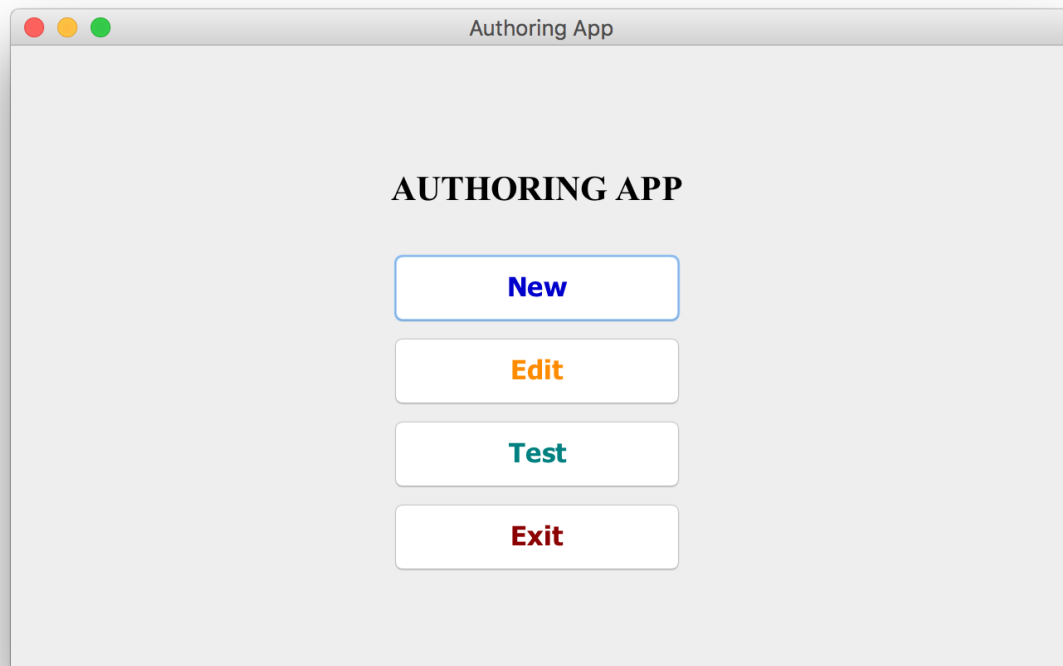 Authoring App
AUTHORING APP
New
Edit
Test
Exit